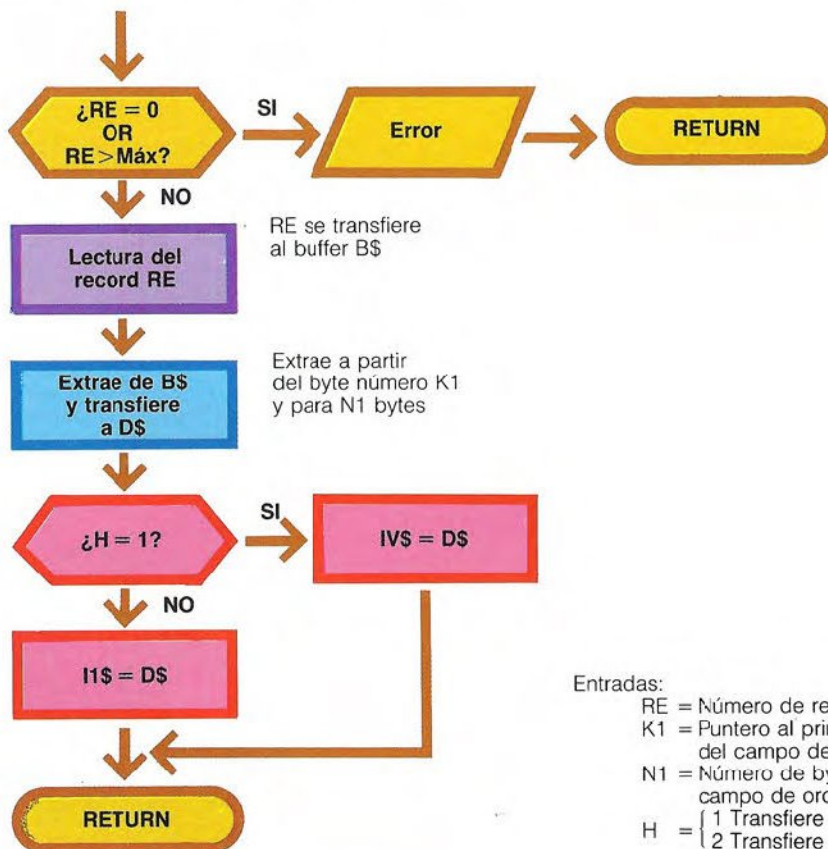 ¿RE = 0
OR
RE>Máx?
SI
Error
RETURN
NO
Lectura del
record RE
RE se transfiere
al buffer B$
Extrae de B$
y transfiere
a D$
Extrae a partir
del byte número K1
y para N1 bytes
¿H = 1?
SI
IV$ = D$
NO
I1$ = D$
RETURN
Entradas:
RE = Número de re
K1 = Puntero al prin
del campo de
N1 = Número de by
campo de oro
H = { 1 Transfiere
2 Transfiere